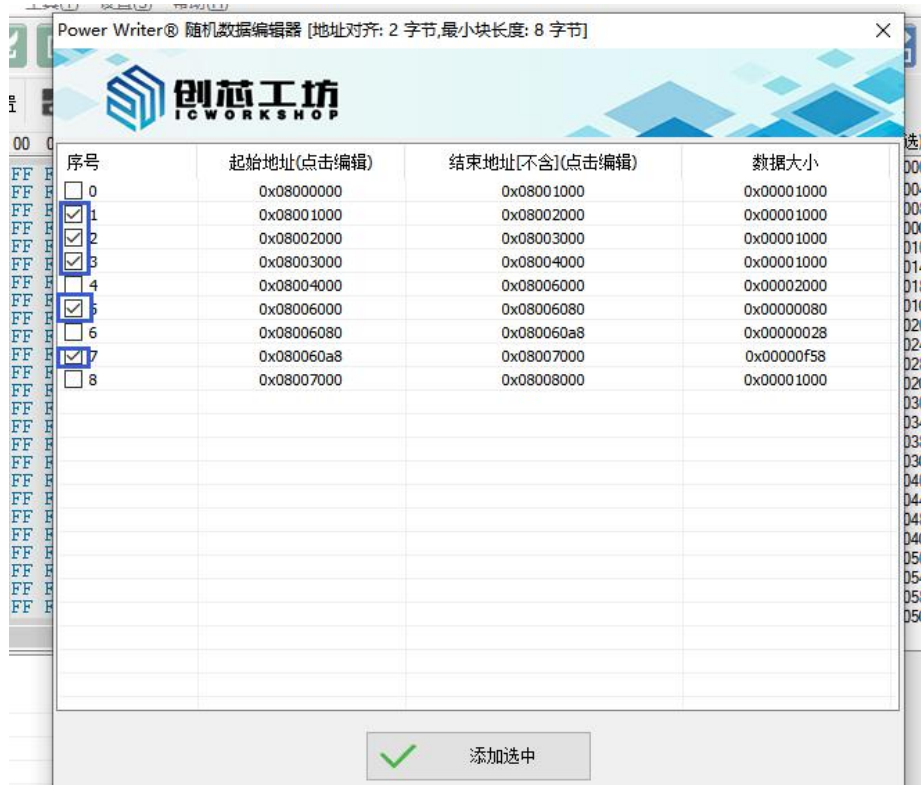 Power Writer® 随机数据编辑器 [地址对齐: 2 字节,最小块长度: 8 字节]
创芯工坊
ICWORKSHOP
序号 起始地址(点击编辑) 结束地址[不含](点击编辑) 数据大小
0 0x08000000 0x08001000 0x00001000
1 0x08001000 0x08002000 0x00001000
2 0x08002000 0x08003000 0x00001000
3 0x08003000 0x08004000 0x00001000
4 0x08004000 0x08006000 0x00002000
5 0x08006000 0x08006080 0x00000080
6 0x08006080 0x080060a8 0x00000028
7 0x080060a8 0x08007000 0x00000f58
8 0x08007000 0x08008000 0x00001000
添加选中